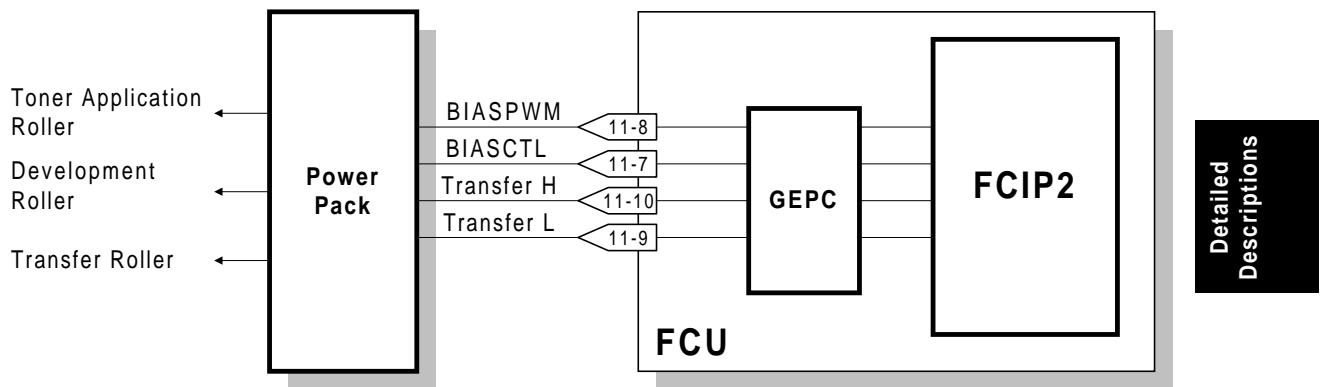 Toner Application
Roller
Development
Roller
Transfer Roller
Power
Pack
BIASPWM
11-8
BIASCTL
11-7
Transfer H
11-10
Transfer L
11-9
GEPC
FCIP2
FCU
Detailed
Descriptions